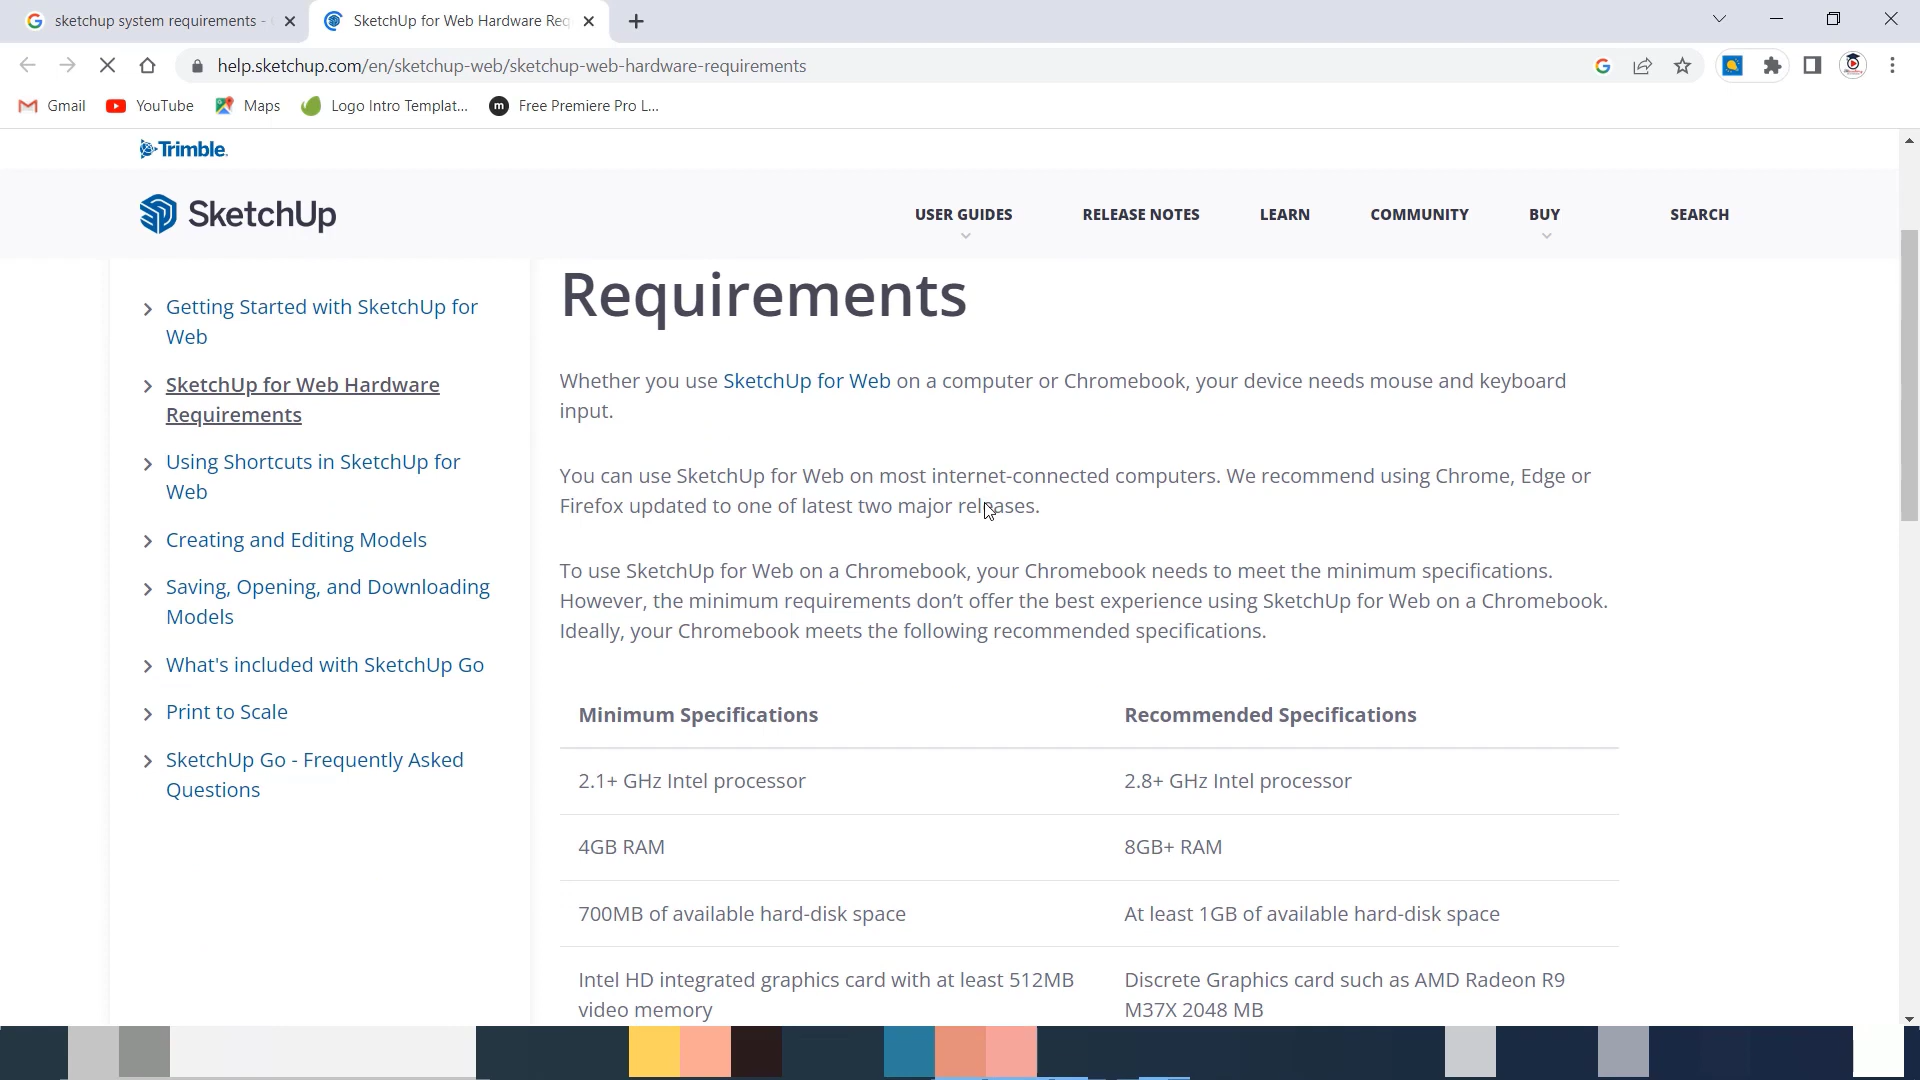 sketchup system requirements -
SketchUp for Web Hardware Req
help.sketchup.com/en/sketchup-web/sketchup-web-hardware-requirements
Gmail
YouTube
Maps
Logo Intro Templat...
Free Premiere Pro L...
Trimble.
SketchUp
USER GUIDES
RELEASE NOTES
LEARN
COMMUNITY
BUY
SEARCH
Getting Started with SketchUp for
Web
SketchUp for Web Hardware
Requirements
Using Shortcuts in SketchUp for
Web
Creating and Editing Models
Saving, Opening, and Downloading
Models
What's included with SketchUp Go
Print to Scale
SketchUp Go - Frequently Asked
Questions
Requirements
Whether you use SketchUp for Web on a computer or Chromebook, your device needs mouse and keyboard
input.
You can use SketchUp for Web on most internet-connected computers. We recommend using Chrome, Edge or
Firefox updated to one of latest two major releases.
To use SketchUp for Web on a Chromebook, your Chromebook needs to meet the minimum specifications.
However, the minimum requirements don’t offer the best experience using SketchUp for Web on a Chromebook.
Ideally, your Chromebook meets the following recommended specifications.
Minimum Specifications
Recommended Specifications
2.1+ GHz Intel processor
2.8+ GHz Intel processor
4GB RAM
8GB+ RAM
700MB of available hard-disk space
At least 1GB of available hard-disk space
Intel HD integrated graphics card with at least 512MB
video memory
Discrete Graphics card such as AMD Radeon R9
M37X 2048 MB